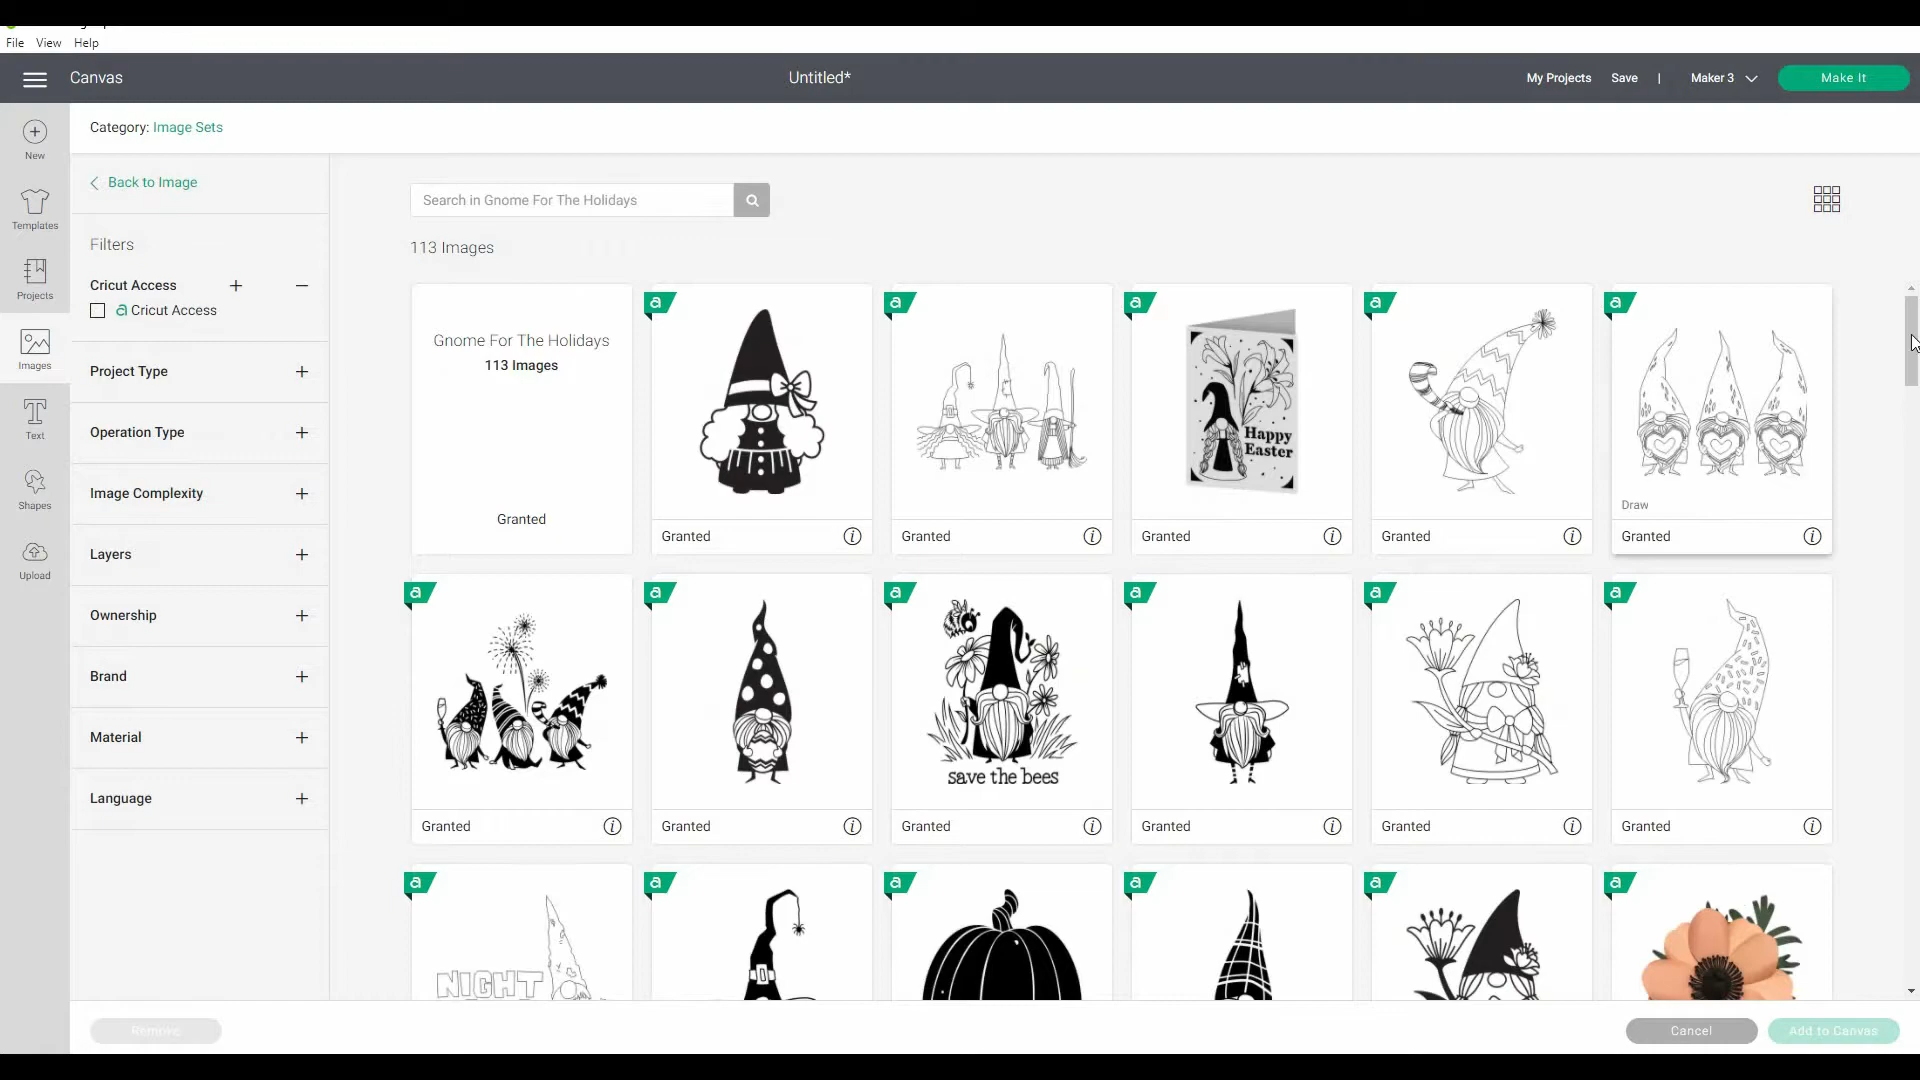 File View Help
Canvas
Untitled*
My Projects Save | Maker 3
Make It
New
Templates
Projects
Images
Text
Shapes
Upload
Category: Image Sets
Back to Image
Filters
Cricut Access + −
a Cricut Access
Project Type +
Operation Type +
Image Complexity +
Layers +
Ownership +
Brand +
Material +
Language +
Search in Gnome For The Holidays
113 Images
Gnome For The Holidays
113 Images
Granted
a
Granted
a
Granted
a
Happy
Easter
Granted
a
Granted
a
Draw
Granted
a
Granted
a
Granted
a
save the bees
Granted
a
Granted
a
Granted
a
Granted
a
NIGHT
a
a
a
a
a
Remove
Cancel
Add to Canvas